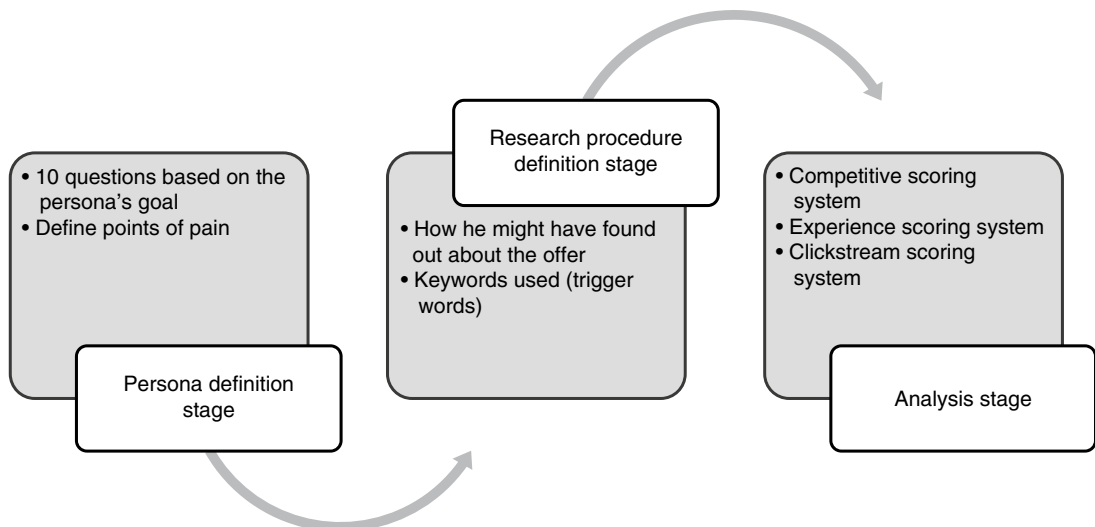 • 10 questions based on the
persona's goal
• Define points of pain
Persona definition
stage
Research procedure
definition stage
• How he might have found
out about the offer
• Keywords used (trigger
words)
• Competitive scoring
system
• Experience scoring system
• Clickstream scoring
system
Analysis stage